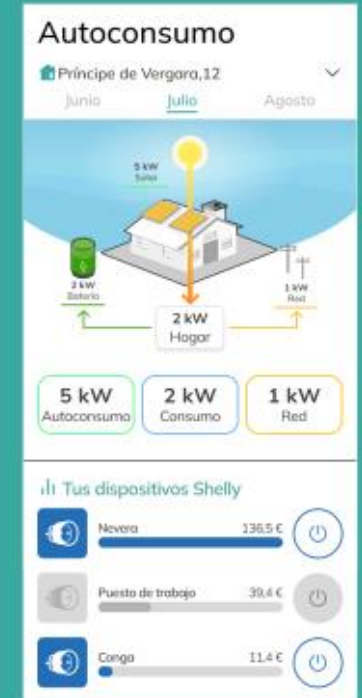 Autoconsumo
Príncipe de Vergara,12
Junio Julio Agosto
5 kW
Solar
2 kW
Batería
1 kW
Red
2 kW
Hogar
5 kW 2 kW 1 kW
Autoconsumo Consumo Red
Tus dispositivos Shelly
Nevera 136,5 €
Puesto de trabajo 39,4 €
Conga 11,4 €